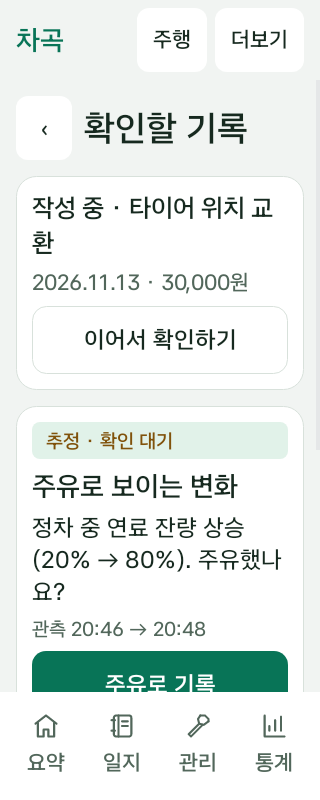 차곡
주행
더보기
‹
확인할 기록
작성 중 · 타이어 위치 교
환
2026.11.13 · 30,000원
이어서 확인하기
추정 · 확인 대기
주유로 보이는 변화
정차 중 연료 잔량 상승
(20% → 80%). 주유했나
요?
관측 20:46 → 20:48
주유로 기록
요약
일지
관리
통계